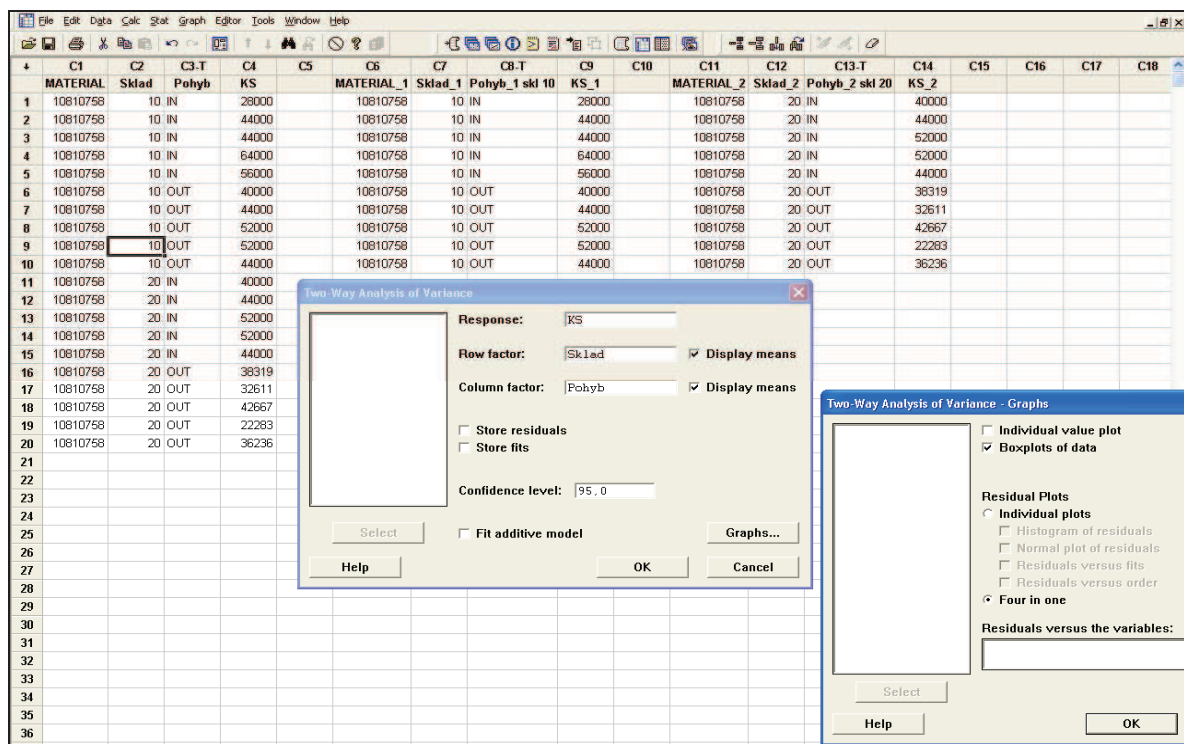 File Edit Data Calc Stat Graph Editor Tools Window Help
C1 C2 C3-T C4 C5 C6 C7 C8-T C9 C10 C11 C12 C13-T C14 C15 C16 C17 C18
MATERIAL Sklad Pohyb KS MATERIAL_1 Sklad_1 Pohyb_1 skl 10 KS_1 MATERIAL_2 Sklad_2 Pohyb_2 skl 20 KS_2
1 10810758 10 IN 28000 10810758 10 IN 28000 10810758 20 IN 40000
2 10810758 10 IN 44000 10810758 10 IN 44000 10810758 20 IN 44000
3 10810758 10 IN 44000 10810758 10 IN 44000 10810758 20 IN 52000
4 10810758 10 IN 64000 10810758 10 IN 64000 10810758 20 IN 52000
5 10810758 10 IN 56000 10810758 10 IN 56000 10810758 20 IN 44000
6 10810758 10 OUT 40000 10810758 10 OUT 40000 10810758 20 OUT 38319
7 10810758 10 OUT 44000 10810758 10 OUT 44000 10810758 20 OUT 32611
8 10810758 10 OUT 52000 10810758 10 OUT 52000 10810758 20 OUT 42667
9 10810758 10 OUT 52000 10810758 10 OUT 52000 10810758 20 OUT 22283
10 10810758 10 OUT 44000 10810758 10 OUT 44000 10810758 20 OUT 36236
11 10810758 20 IN 40000
12 10810758 20 IN 44000
13 10810758 20 IN 52000
14 10810758 20 IN 52000
15 10810758 20 IN 44000
16 10810758 20 OUT 38319
17 10810758 20 OUT 32611
18 10810758 20 OUT 42667
19 10810758 20 OUT 22283
20 10810758 20 OUT 36236
21
22
23
24
25
26
27
28
29
30
31
32
33
34
35
36
Two-Way Analysis of Variance
Response: KS
Row factor: Sklad Display means
Column factor: Pohyb Display means
Store residuals
Store fits
Confidence level: 95,0
Select Fit additive model Graphs...
Help OK Cancel
Two-Way Analysis of Variance - Graphs
Individual value plot
Boxplots of data
Residual Plots
Individual plots
Histogram of residuals
Normal plot of residuals
Residuals versus fits
Residuals versus order
Four in one
Residuals versus the variables:
Select
Help OK